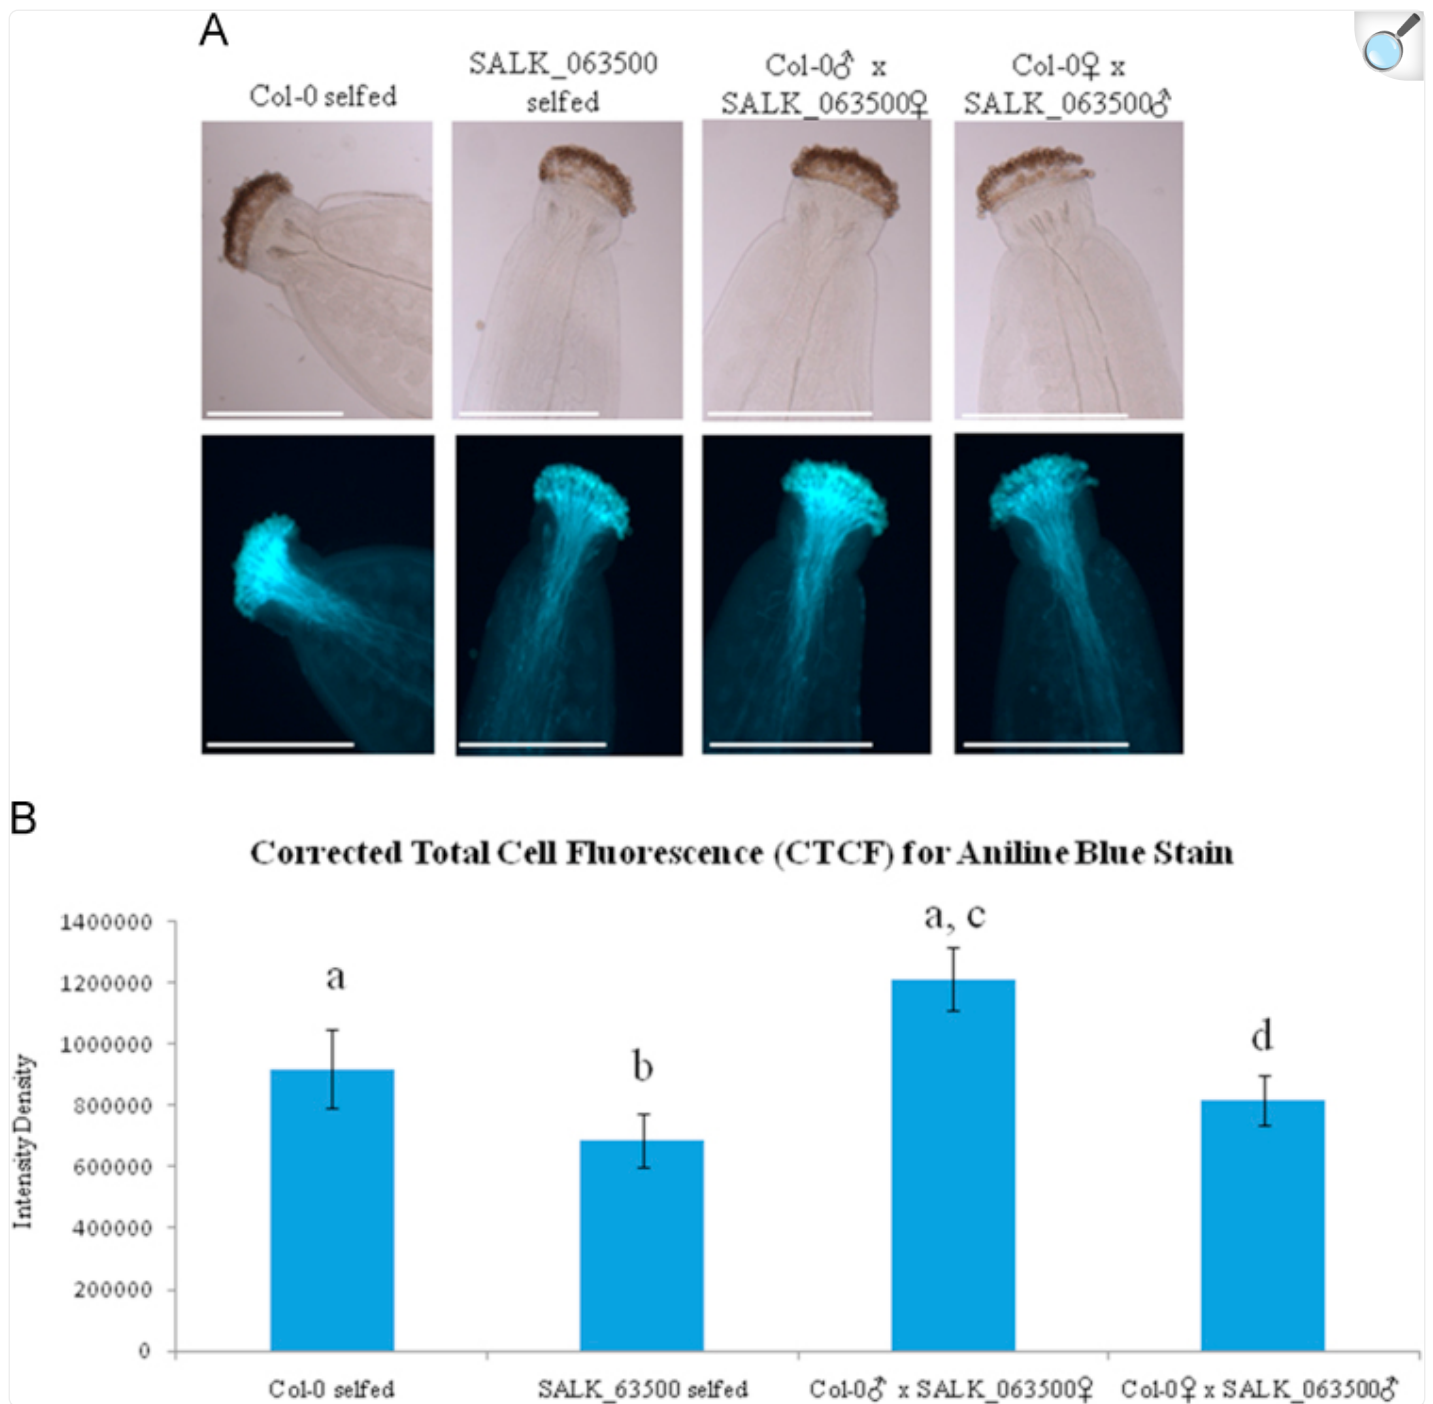 A
Col-0 selfed
SALK_063500
selfed
Col-0♂ x
SALK_063500♀
Col-0♀ x
SALK_063500♂
B
Corrected Total Cell Fluorescence (CTCF) for Aniline Blue Stain
Intensity Density
1400000
1200000
1000000
800000
600000
400000
200000
0
a
b
a, c
d
Col-0 selfed
SALK_63500 selfed
Col-0♂ x SALK_063500♀
Col-0♀ x SALK_063500♂